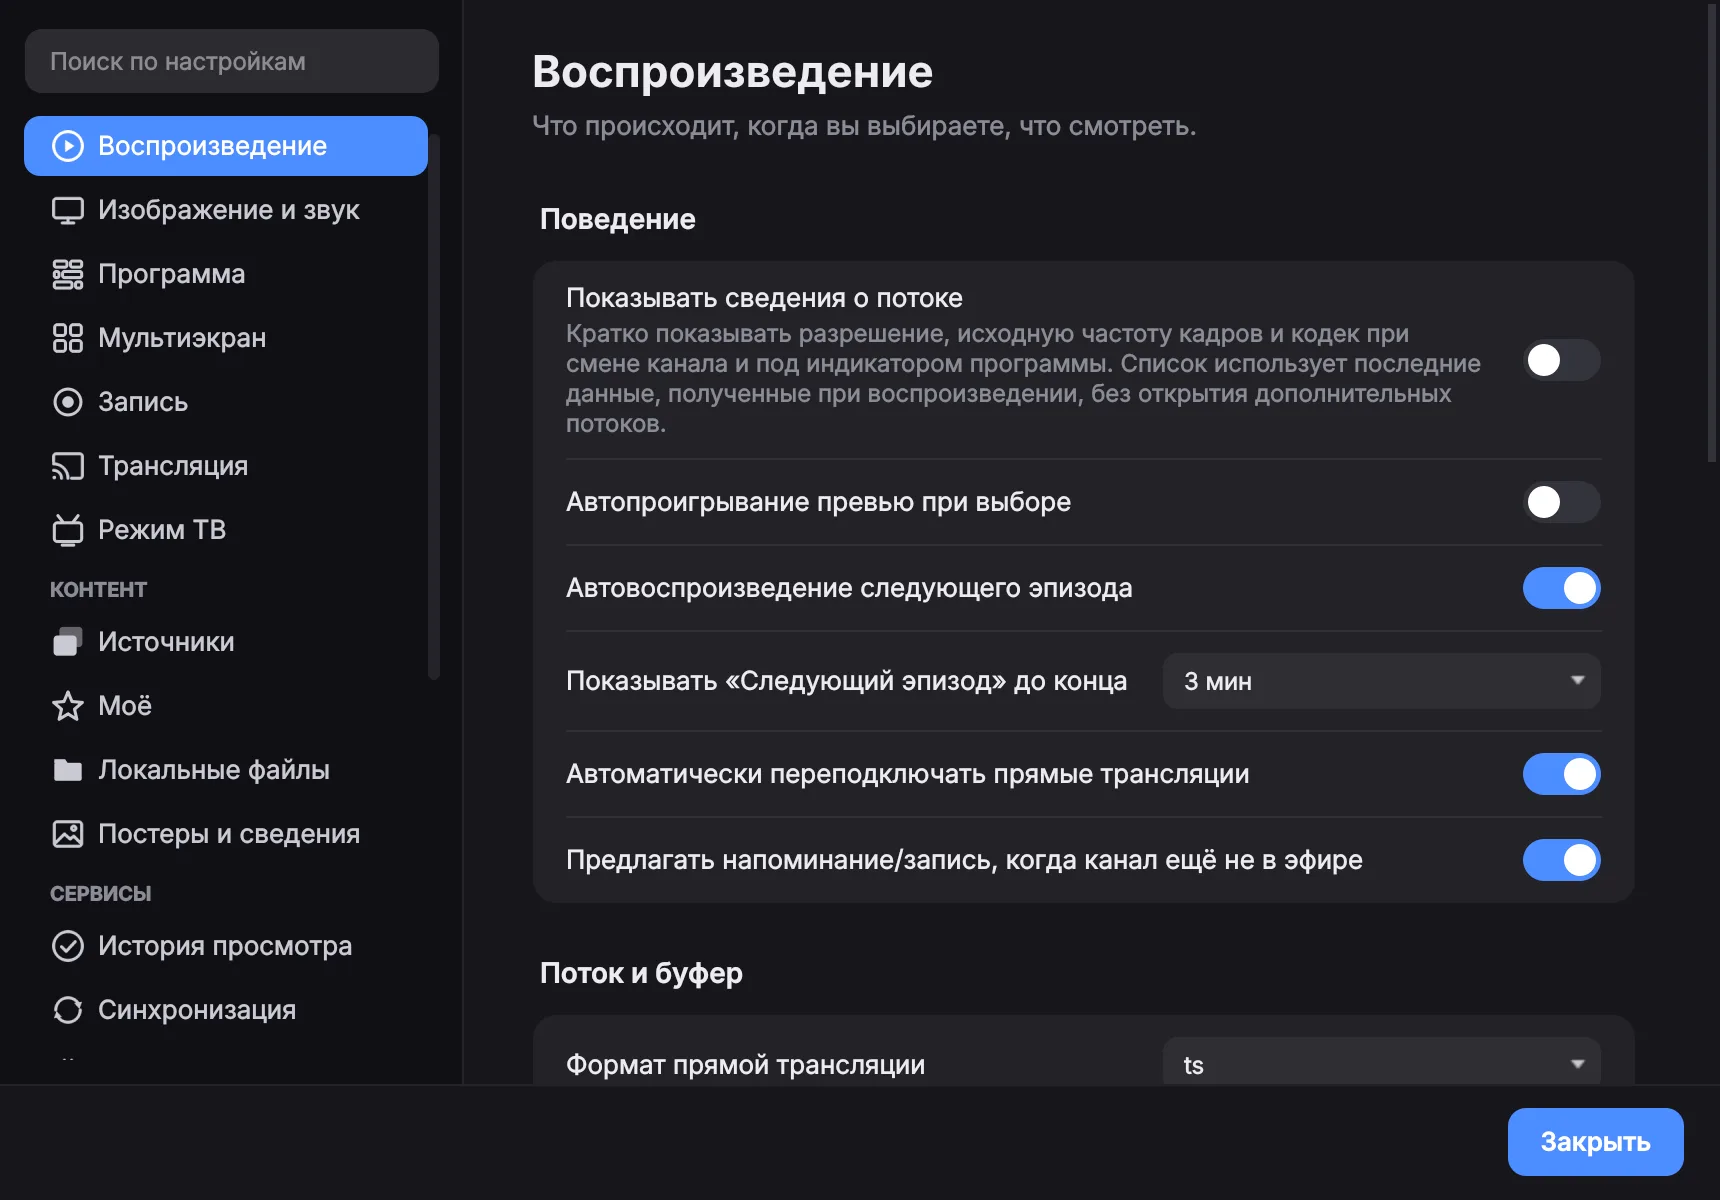 Поиск по настройкам
Воспроизведение
Изображение и звук
Программа
Мультиэкран
Запись
Трансляция
Режим ТВ
КОНТЕНТ
Источники
Моё
Локальные файлы
Постеры и сведения
СЕРВИСЫ
История просмотра
Синхронизация
Воспроизведение
Что происходит, когда вы выбираете, что смотреть.
Поведение
Показывать сведения о потоке
Кратко показывать разрешение, исходную частоту кадров и кодек при
смене канала и под индикатором программы. Список использует последние
данные, полученные при воспроизведении, без открытия дополнительных
потоков.
Автопроигрывание превью при выборе
Автовоспроизведение следующего эпизода
Показывать «Следующий эпизод» до конца
3 мин
Автоматически переподключать прямые трансляции
Предлагать напоминание/запись, когда канал ещё не в эфире
Поток и буфер
Формат прямой трансляции
ts
Закрыть